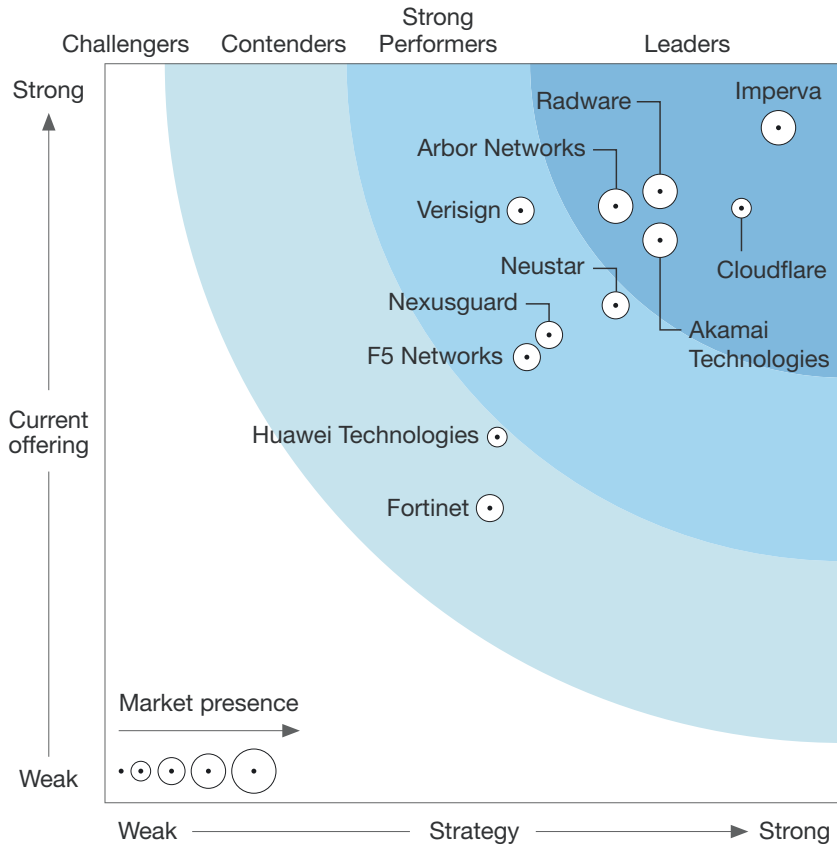 Challengers
Contenders
Strong
Performers
Leaders
Strong
Imperva
Radware
Arbor Networks
Verisign
Cloudflare
Neustar
Nexusguard
Akamai
Technologies
F5 Networks
Current
offering
Huawei Technologies
Fortinet
Market presence
Weak
Weak
Strategy
Strong